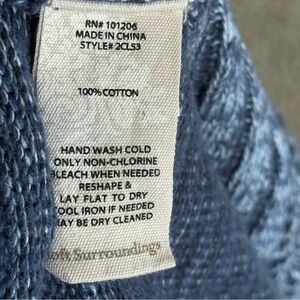 RN# 101206
MADE IN CHINA
STYLE# 2CLS3
100% COTTON
HAND WASH COLD
ONLY NON-CHLORINE
BLEACH WHEN NEEDED
RESHAPE &
LAY FLAT TO DRY
COOL IRON IF NEEDED
MAY BE DRY CLEANED
oft Surroundings